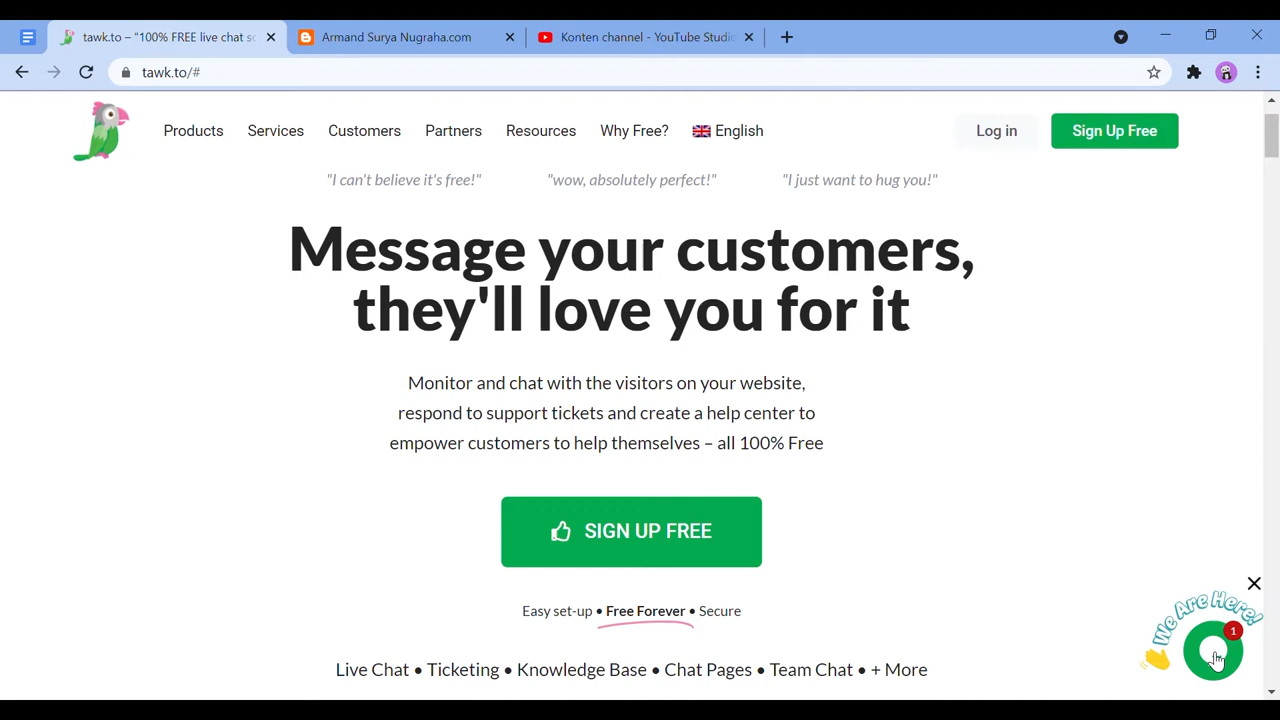 tawk.to – "100% FREE live chat so
Armand Surya Nugraha.com
Konten channel - YouTube Studio
tawk.to/#
Products
Services
Customers
Partners
Resources
Why Free?
English
Log in
Sign Up Free
"I can't believe it's free!"
"wow, absolutely perfect!"
"I just want to hug you!"
Message your customers,
they'll love you for it
Monitor and chat with the visitors on your website,
respond to support tickets and create a help center to
empower customers to help themselves – all 100% Free
SIGN UP FREE
Easy set-up • Free Forever • Secure
We Are Here!
1
Live Chat • Ticketing • Knowledge Base • Chat Pages • Team Chat • + More